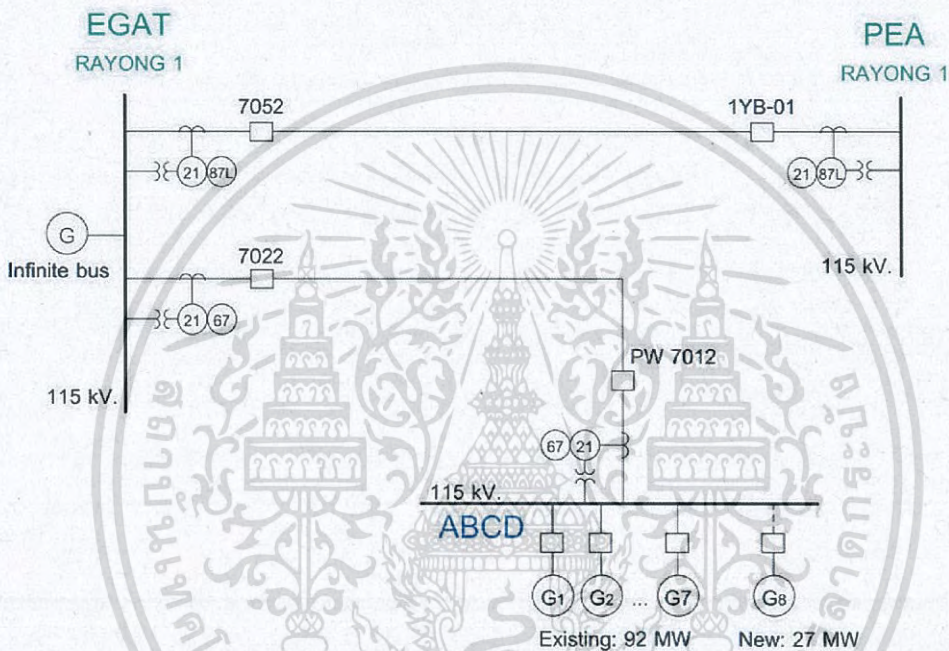 EGAT
RAYONG 1
PEA
RAYONG 1
7052
1YB-01
21 87L
21 87L
G
Infinite bus
7022
115 kV.
21 67
115 kV.
PW 7012
67 21
115 kV.
ABCD
G1 G2 ... G7 G8
Existing: 92 MW New: 27 MW